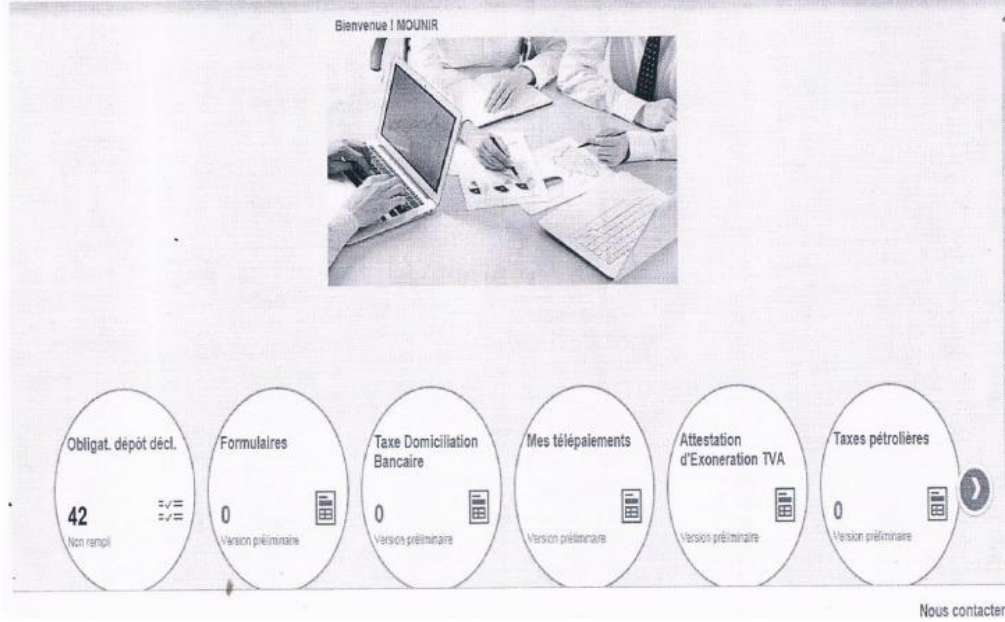 Bienvenue ! MOUNIR
Obligat. dépôt décl.
42
Non rempli
Formulaires
0
Version préliminaire
Taxe Domiciliation
Bancaire
0
Version préliminaire
Mes télépaiements
Version préliminaire
Attestation
d'Exoneration TVA
Version préliminaire
Taxes pétrolières
0
Version préliminaire
Nous contacter